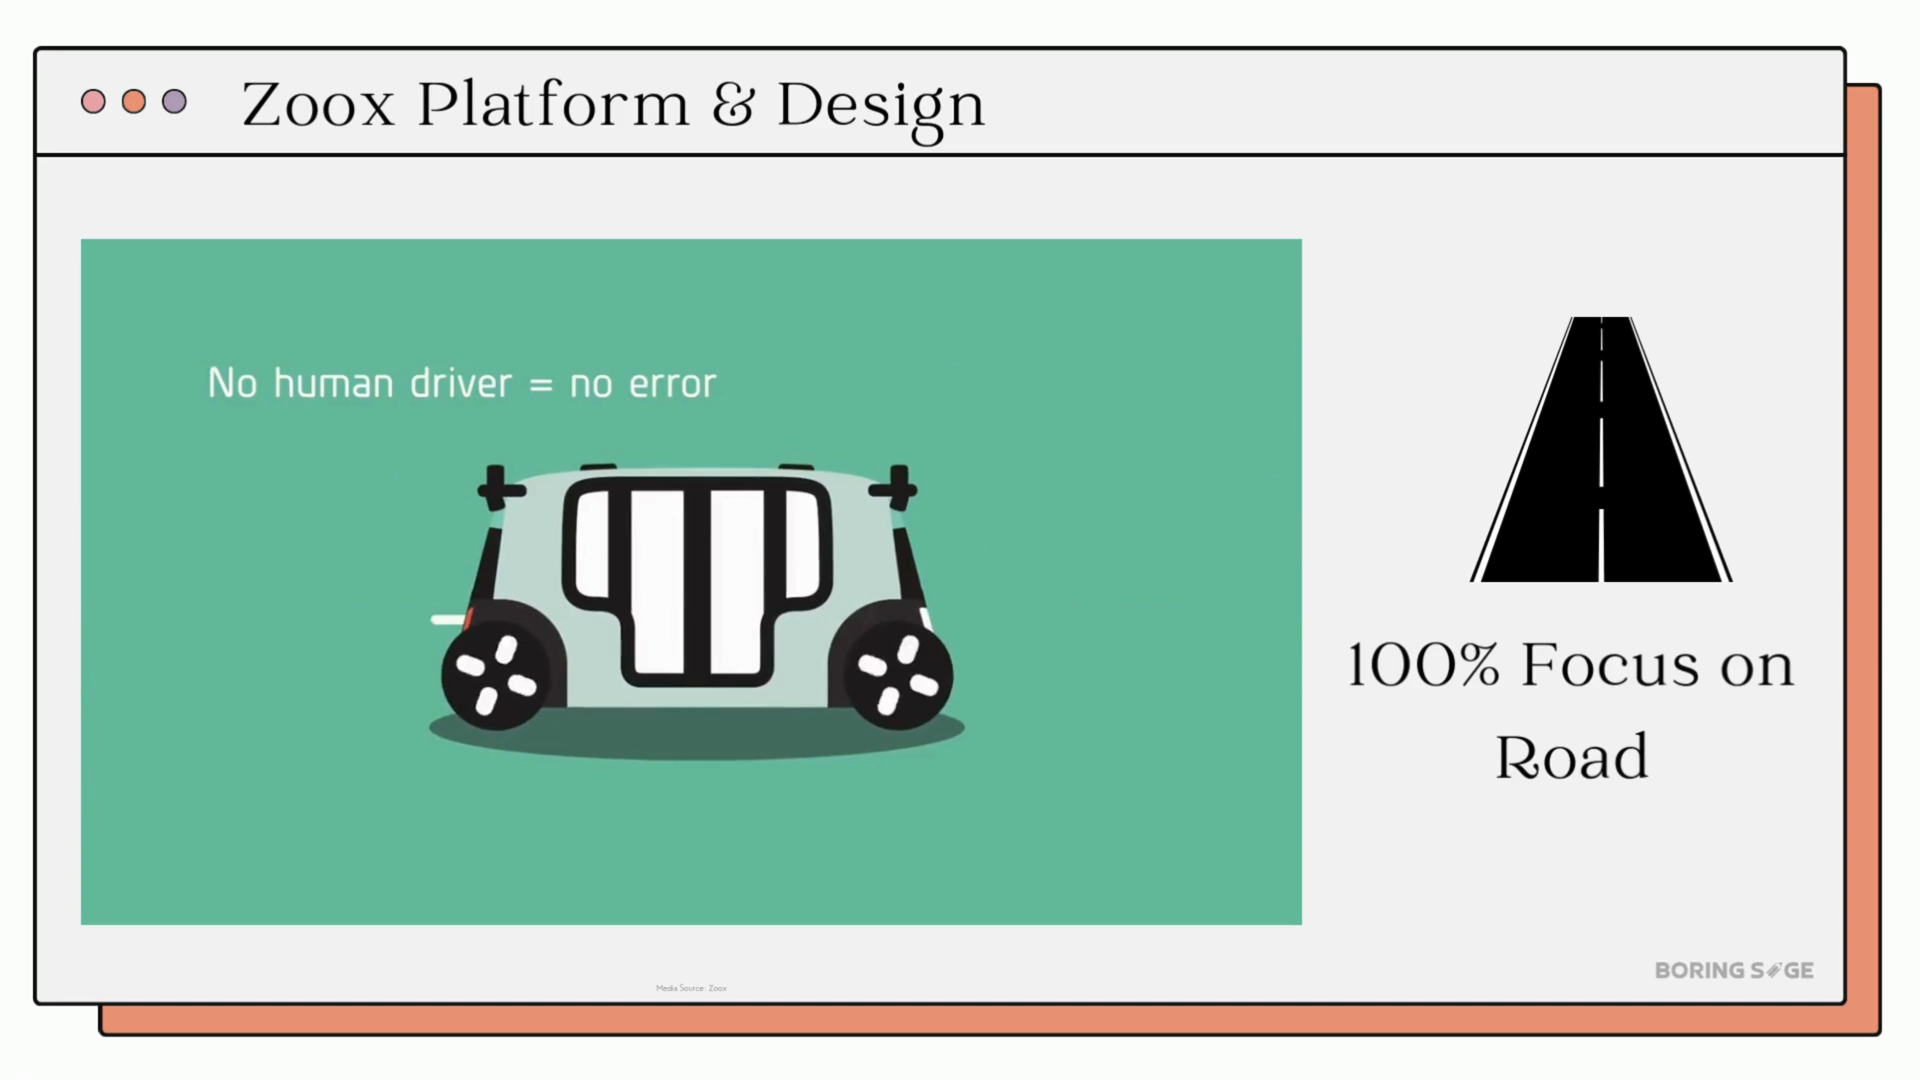 Zoox Platform & Design
No human driver = no error
100% Focus on
Road
Media Source: Zoox
BORING SAGE